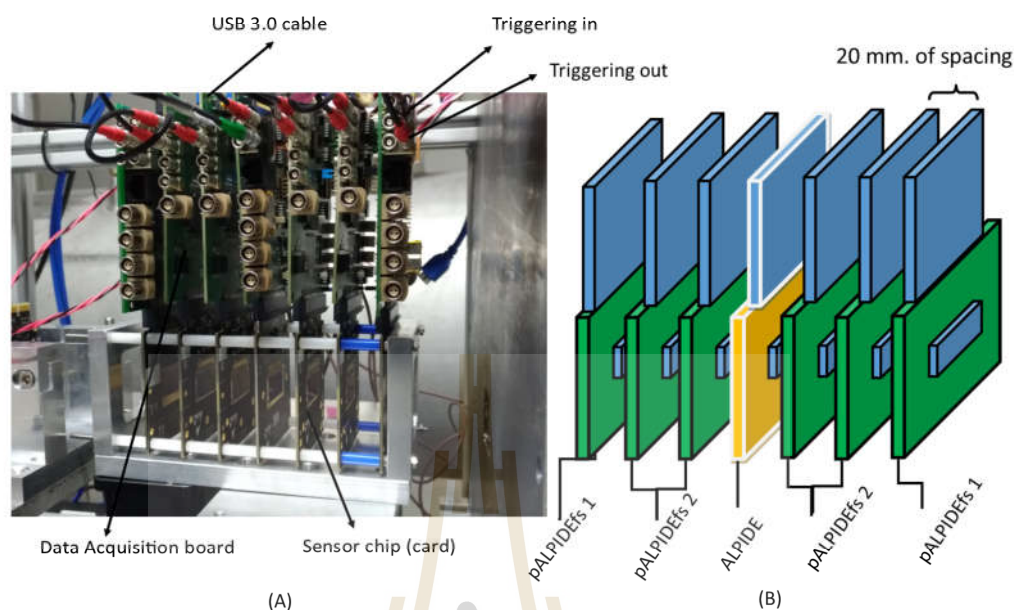 USB 3.0 cable
Triggering in
Triggering out
20 mm. of spacing
Data Acquisition board
Sensor chip (card)
pALPIDEfs 1
pALPIDEfs 2
ALPIDE
pALPIDEfs 2
pALPIDEfs 1
(A)
(B)